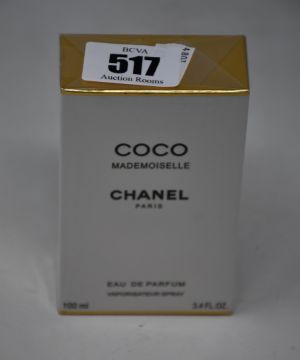 BCVA
517
Auction Rooms
COCO
MADEMOISELLE
CHANEL
PARIS
EAU DE PARFUM
VAPORISATEUR SPRAY
100 ml 3.4 FL. OZ.